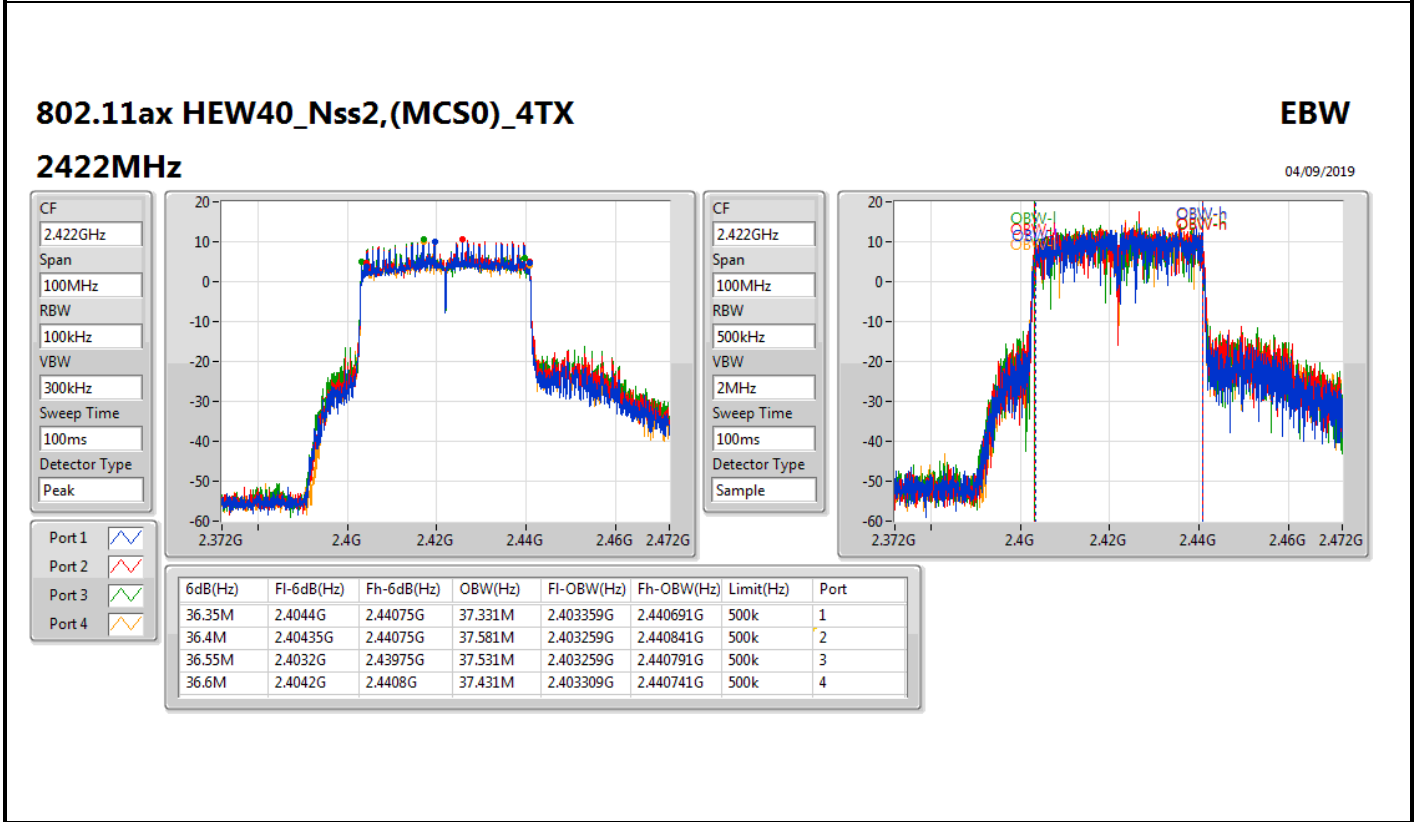 802.11ax HEW40_Nss2,(MCS0)_4TX
EBW
2422MHz
04/09/2019
CF
2.422GHz
Span
100MHz
RBW
100kHz
VBW
300kHz
Sweep Time
100ms
Detector Type
Peak
20
10
0
-10
-20
-30
-40
-50
-60
2.372G 2.4G 2.42G 2.44G 2.46G 2.472G
CF
2.422GHz
Span
100MHz
RBW
500kHz
VBW
2MHz
Sweep Time
100ms
Detector Type
Sample
20
10
0
-10
-20
-30
-40
-50
-60
OBW-l
OBW-h
OBW-h
2.372G 2.4G 2.42G 2.44G 2.46G 2.472G
Port 1
Port 2
Port 3
Port 4
6dB(Hz) Fl-6dB(Hz) Fh-6dB(Hz) OBW(Hz) Fl-OBW(Hz) Fh-OBW(Hz) Limit(Hz) Port
36.35M 2.4044G 2.44075G 37.331M 2.403359G 2.440691G 500k 1
36.4M 2.40435G 2.44075G 37.581M 2.403259G 2.440841G 500k 2
36.55M 2.4032G 2.43975G 37.531M 2.403259G 2.440791G 500k 3
36.6M 2.4042G 2.4408G 37.431M 2.403309G 2.440741G 500k 4